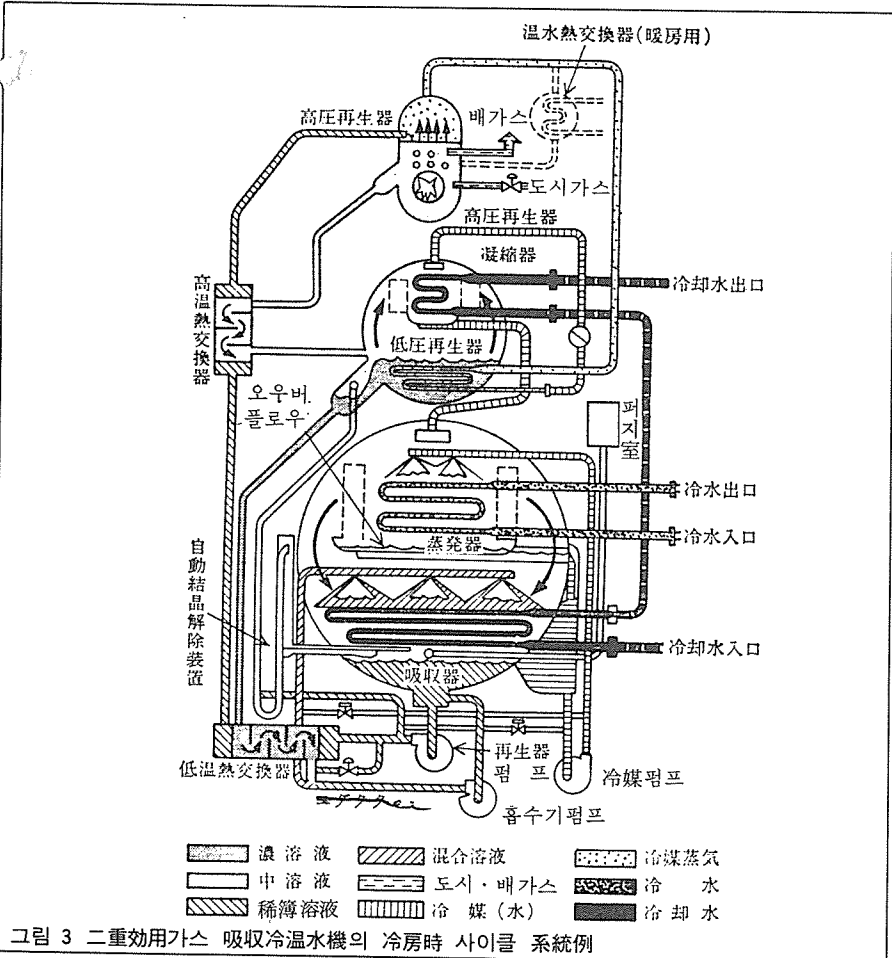 温水熱交換器(暖房用)
高圧再生器
배가스
도시가스
高圧再生器
凝縮器
冷却水出口
高温熱交換器
低圧再生器
오우버
플로우
퍼지室
冷水出口
冷水入口
蒸発器
自動結晶解除装置
冷却水入口
吸収器
再生器
펌프
低温熱交換器
冷媒펌프
흡수기펌프
濃溶液
混合溶液
冷媒蒸気
中溶液
도시·배가스
冷 水
稀簿溶液
冷 媒(水)
冷却水
그림 3 二重効用가스 吸収冷温水機의 冷房時 사이클 系統例